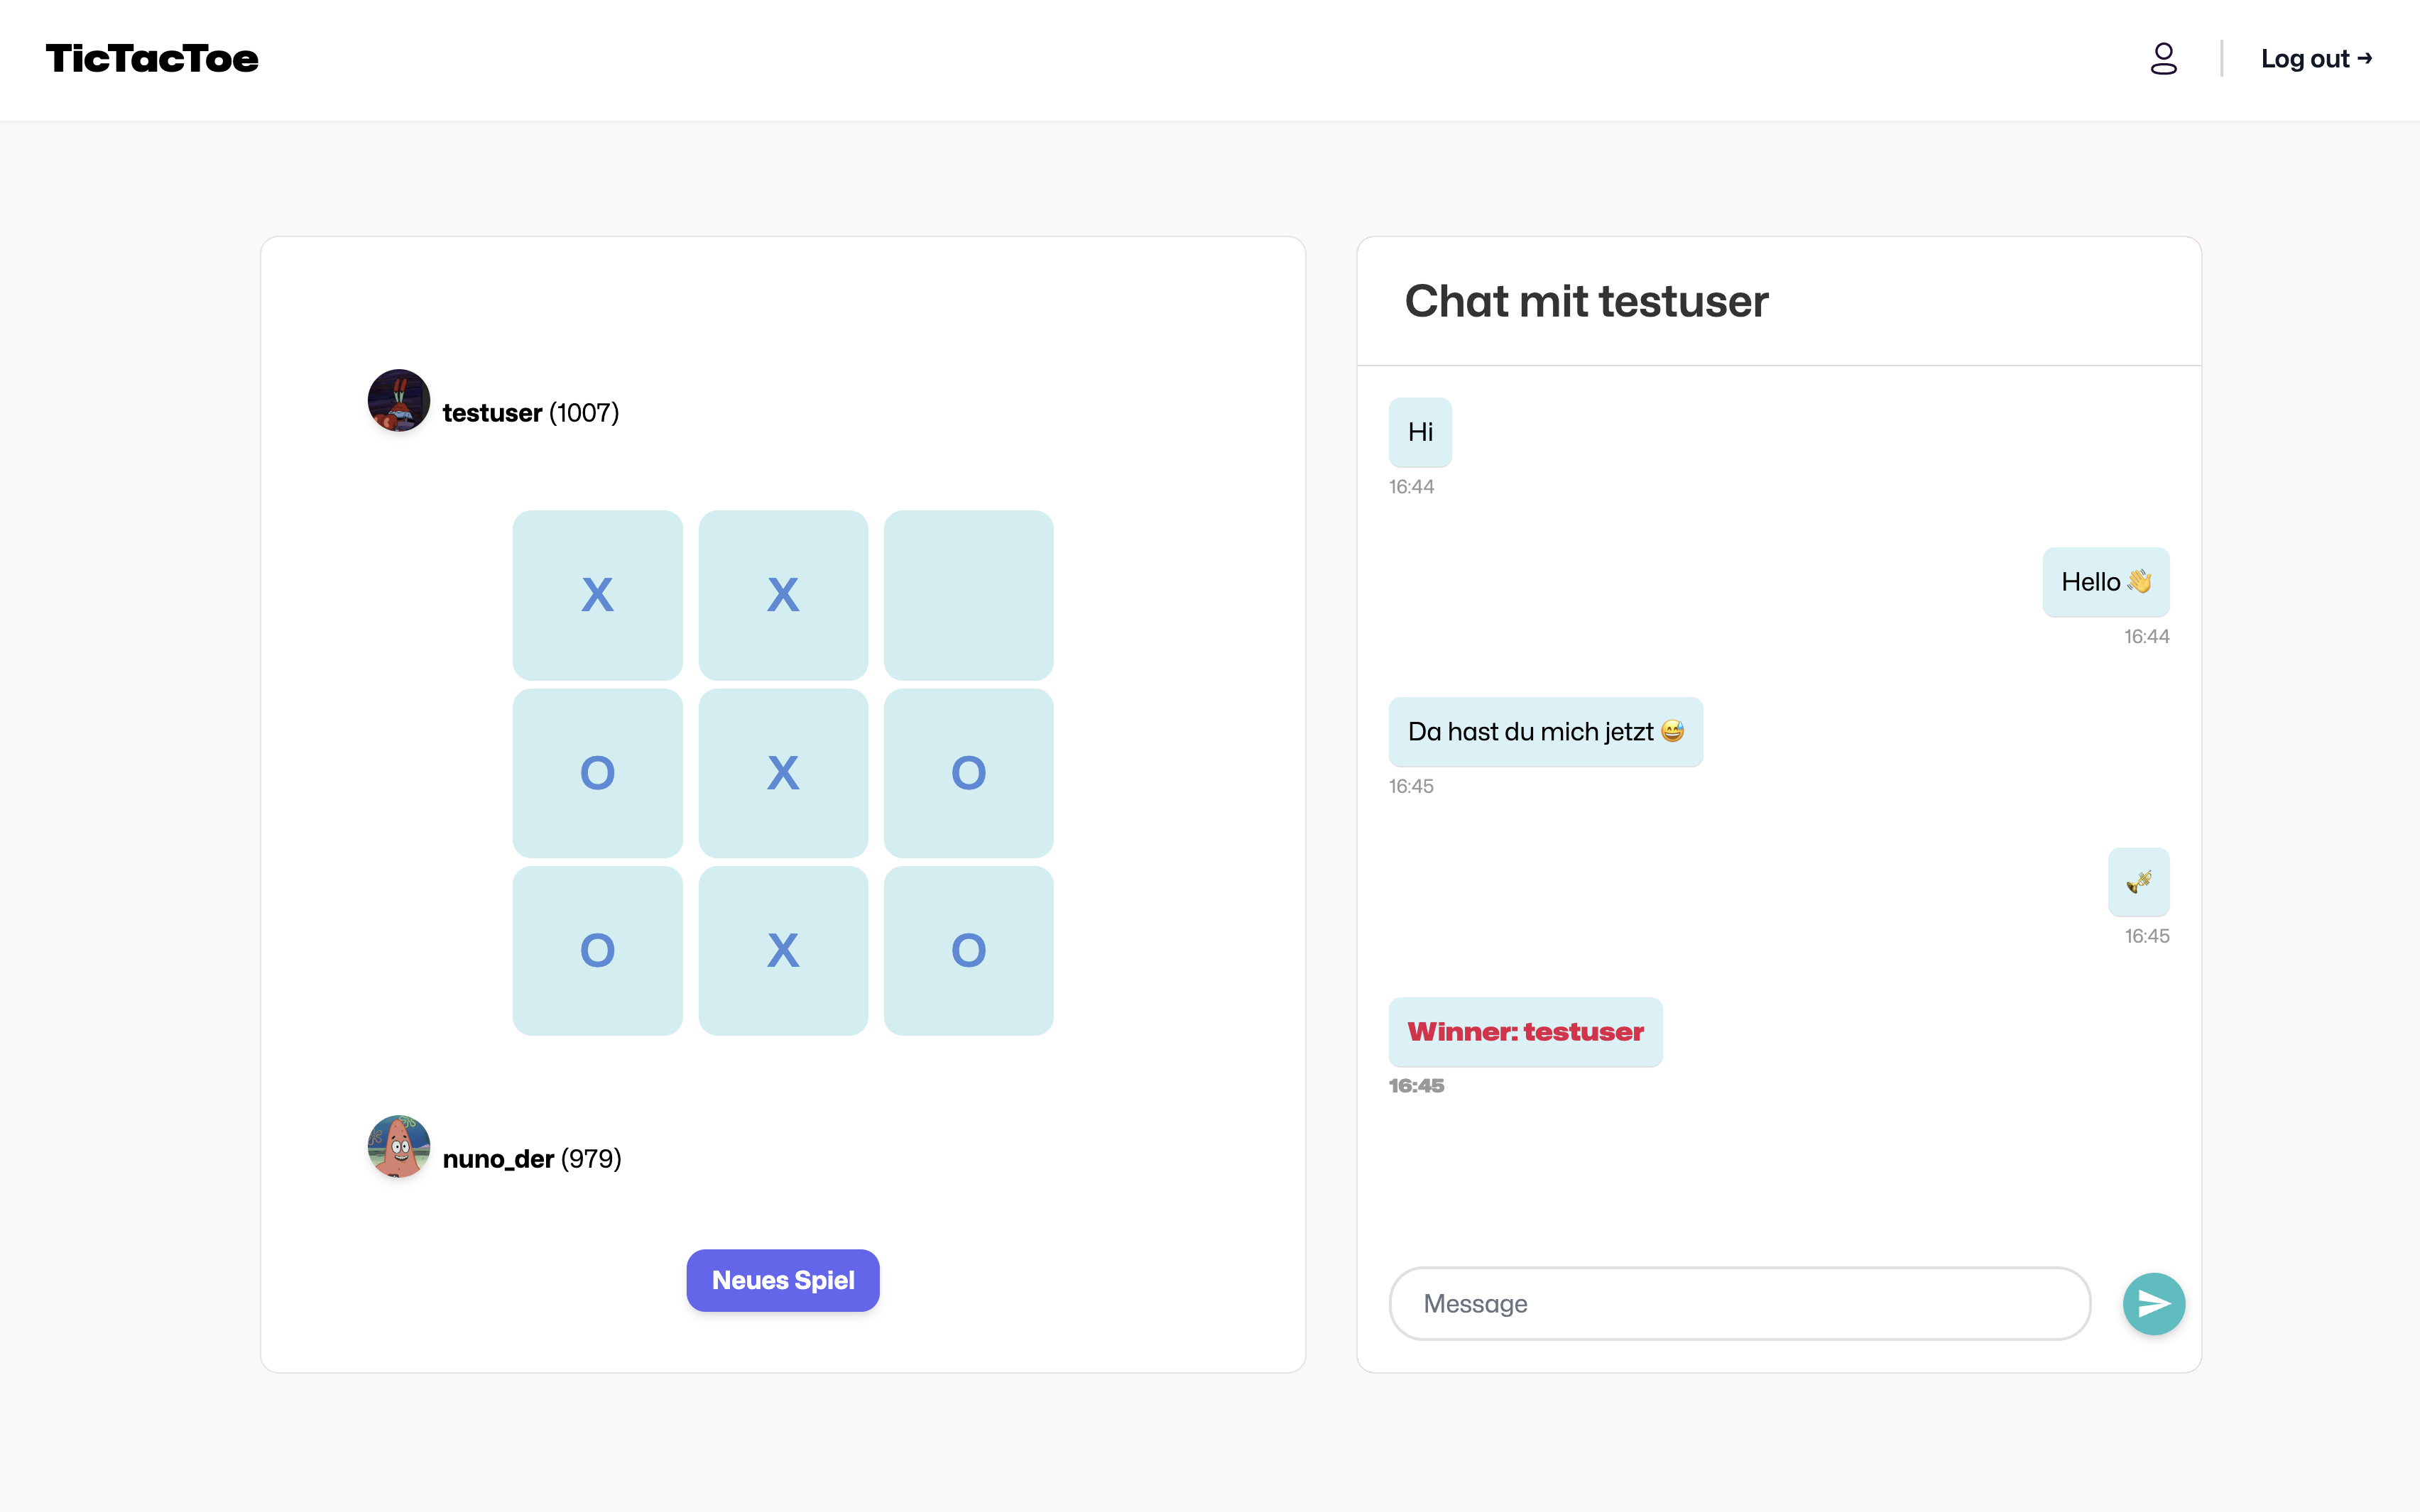 TicTacToe
Log out →
testuser (1007)
X X
O X O
O X O
nuno_der (979)
Neues Spiel
Chat mit testuser
Hi
16:44
Hello 👋
16:44
Da hast du mich jetzt 😅
16:45
🎺
16:45
Winner: testuser
16:45
Message